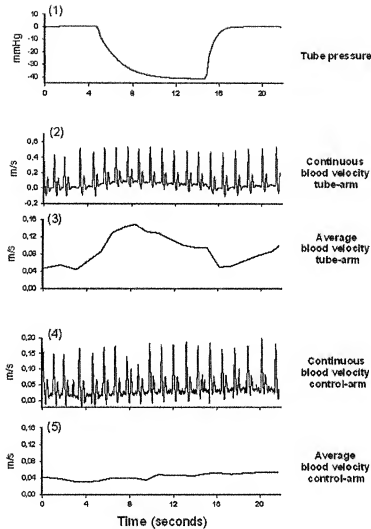 (1)
mmHg
10
0
-10
-20
-30
-40
0 4 8 12 16 20
Tube pressure
(2)
m/s
0,6
0,4
0,2
0,0
-0,2
Continuous
blood velocity
tube-arm
(3)
m/s
0,16
0,12
0,08
0,04
0,00
Average
blood velocity
tube-arm
(4)
m/s
0,20
0,15
0,10
0,05
0,00
Continuous
blood velocity
control-arm
(5)
m/s
0,16
0,12
0,08
0,04
0,00
0 4 8 12 16 20
Average
blood velocity
control-arm
Time (seconds)